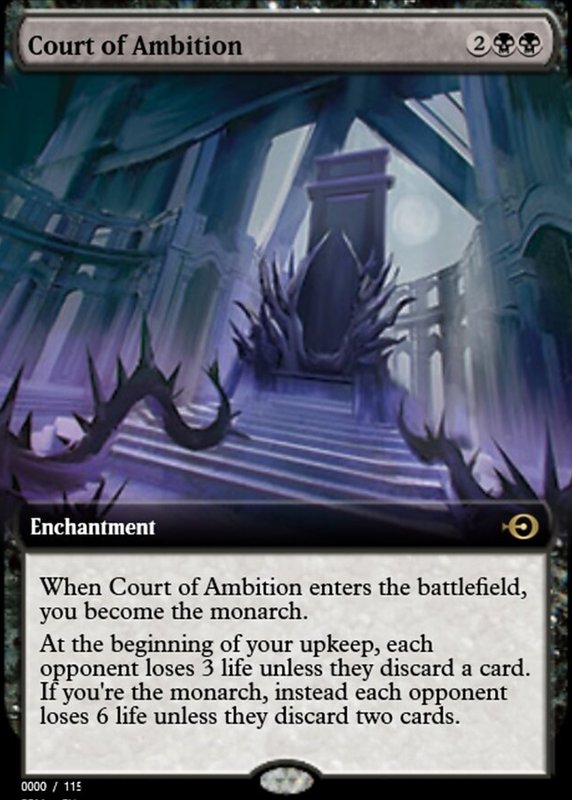 Court of Ambition
2
Enchantment
When Court of Ambition enters the battlefield,
you become the monarch.
At the beginning of your upkeep, each
opponent loses 3 life unless they discard a card.
If you're the monarch, instead each opponent
loses 6 life unless they discard two cards.
0000 / 115